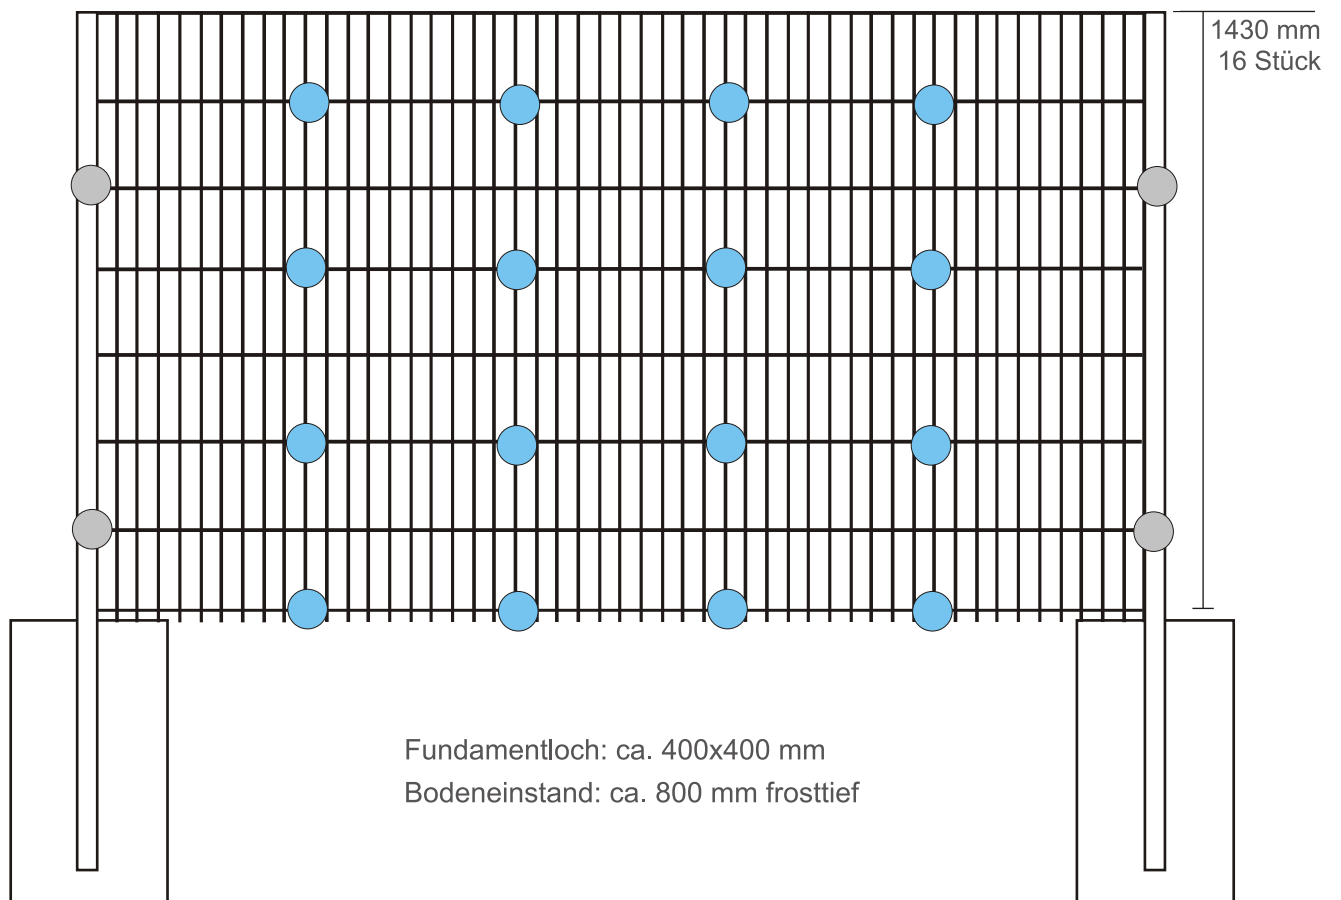 1430 mm
16 Stück
Fundamentloch: ca. 400x400 mm
Bodeneinstand: ca. 800 mm frosttief